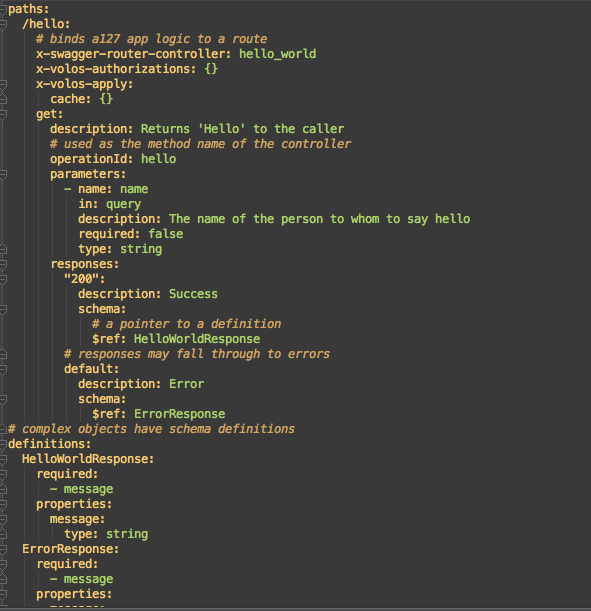 paths:
  /hello:
    # binds a127 app logic to a route
    x-swagger-router-controller: hello_world
    x-volos-authorizations: {}
    x-volos-apply:
      cache: {}
    get:
      description: Returns 'Hello' to the caller
      # used as the method name of the controller
      operationId: hello
      parameters:
        - name: name
          in: query
          description: The name of the person to whom to say hello
          required: false
          type: string
      responses:
        "200":
          description: Success
          schema:
            # a pointer to a definition
            $ref: HelloWorldResponse
        # responses may fall through to errors
        default:
          description: Error
          schema:
            $ref: ErrorResponse
# complex objects have schema definitions
definitions:
  HelloWorldResponse:
    required:
      - message
    properties:
      message:
        type: string
  ErrorResponse:
    required:
      - message
    properties: